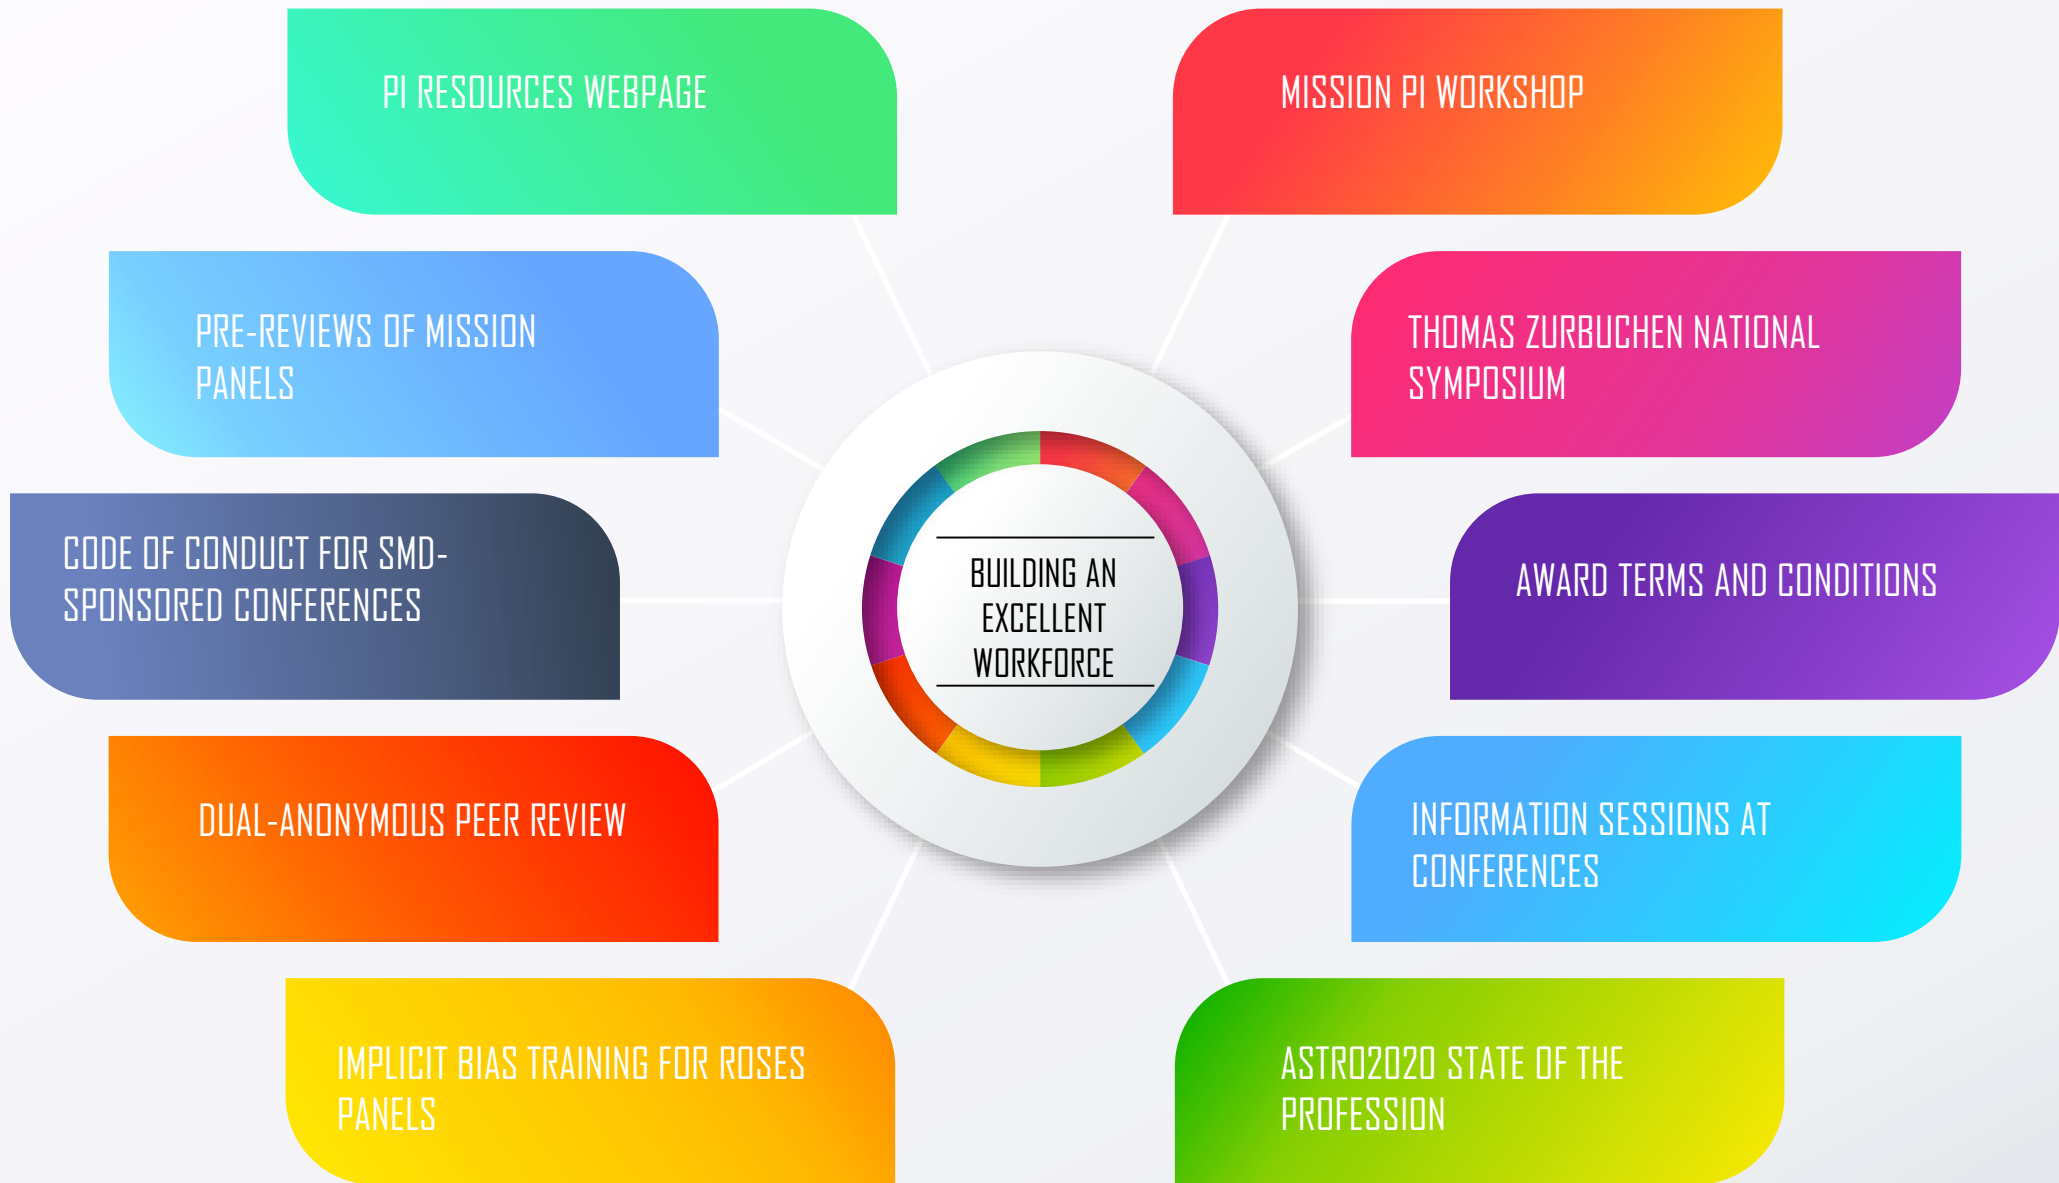 PI RESOURCES WEBPAGE
MISSION PI WORKSHOP
PRE-REVIEWS OF MISSION
PANELS
THOMAS ZURBUCHEN NATIONAL
SYMPOSIUM
CODE OF CONDUCT FOR SMD-
SPONSORED CONFERENCES
BUILDING AN
EXCELLENT
WORKFORCE
AWARD TERMS AND CONDITIONS
DUAL-ANONYMOUS PEER REVIEW
INFORMATION SESSIONS AT
CONFERENCES
IMPLICIT BIAS TRAINING FOR ROSES
PANELS
ASTRO2020 STATE OF THE
PROFESSION